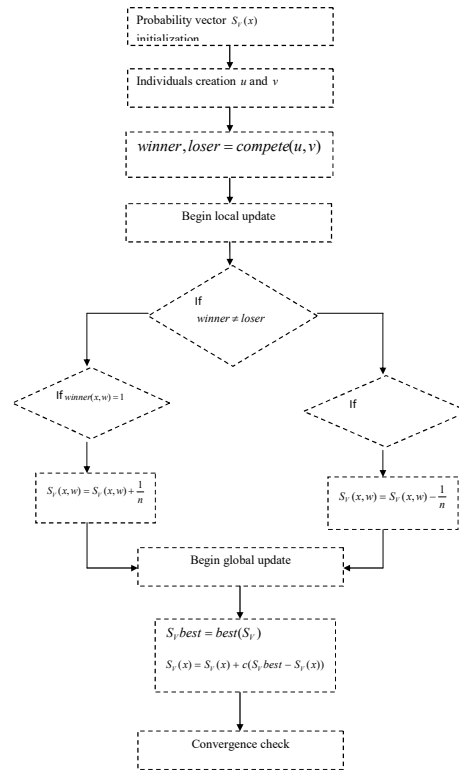 Probability vector S_V(x)
initialization
Individuals creation u and v
winner, loser = compete(u, v)
Begin local update
If
winner ≠ loser
If winner(x, w) = 1
If
S_V(x, w) = S_V(x, w) + 1/n
S_V(x, w) = S_V(x, w) − 1/n
Begin global update
S_V best = best(S_V)
S_V(x) = S_V(x) + c(S_V best − S_V(x))
Convergence check